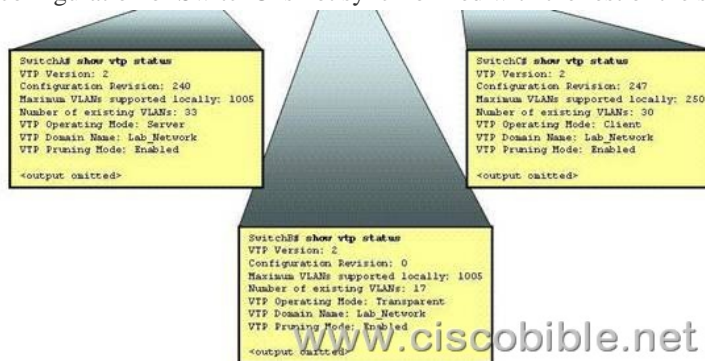 SwitchA# show vtp status
VTP Version: 2
Configuration Revision: 240
Maximum VLANs supported locally: 1005
Number of existing VLANs: 33
VTP Operating Mode: Server
VTP Domain Name: Lab_Network
VTP Pruning Mode: Enabled
<output omitted>
SwitchC# show vtp status
VTP Version: 2
Configuration Revision: 247
Maximum VLANs supported locally: 250
Number of existing VLANs: 30
VTP Operating Mode: Client
VTP Domain Name: Lab_Network
VTP Pruning Mode: Enabled
<output omitted>
SwitchB# show vtp status
VTP Version: 2
Configuration Revision: 0
Maximum VLANs supported locally: 1005
Number of existing VLANs: 17
VTP Operating Mode: Transparent
VTP Domain Name: Lab_Network
VTP Pruning Mode: Enabled
<output omitted>
www.ciscobible.net